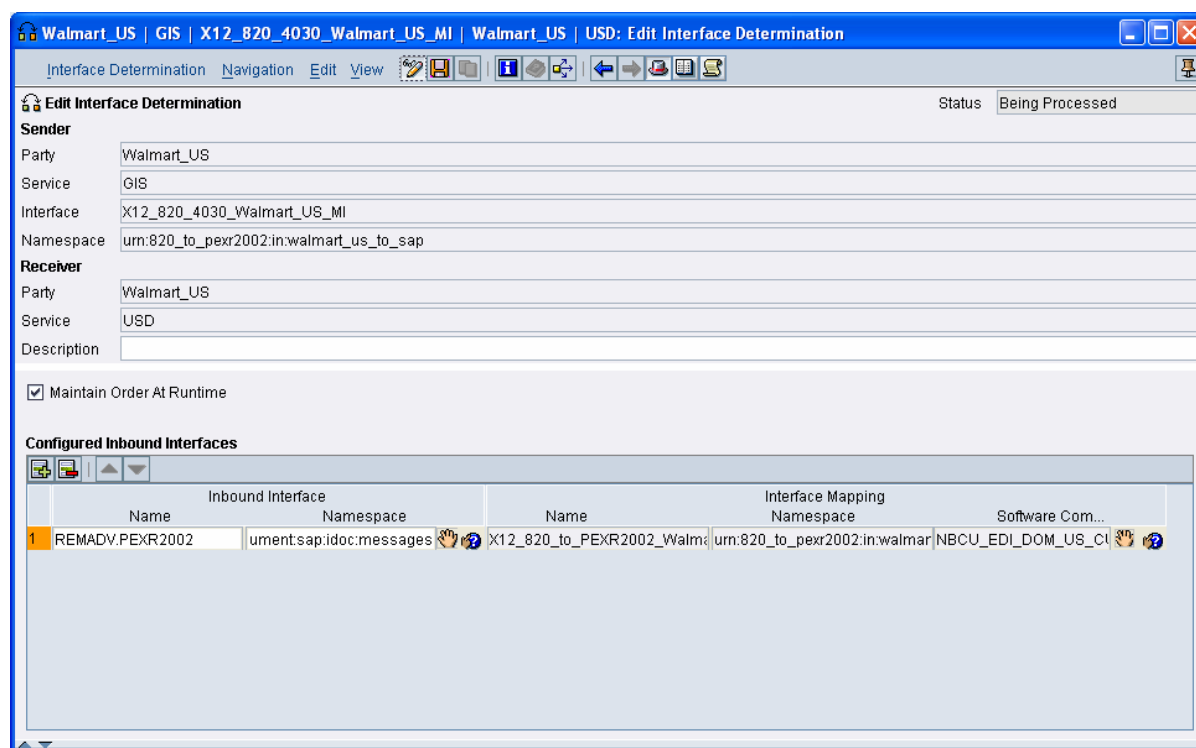 Walmart_US | GIS | X12_820_4030_Walmart_US_MI | Walmart_US | USD: Edit Interface Determination
Interface Determination Navigation Edit View
Edit Interface Determination Status Being Processed
Sender
Party Walmart_US
Service GIS
Interface X12_820_4030_Walmart_US_MI
Namespace urn:820_to_pexr2002:in:walmart_us_to_sap
Receiver
Party Walmart_US
Service USD
Description
Maintain Order At Runtime
Configured Inbound Interfaces
Inbound Interface Interface Mapping
Name Namespace Name Namespace Software Com...
1 REMADV.PEXR2002 ument:sap:idoc:messages X12_820_to_PEXR2002_Walma urn:820_to_pexr2002:in:walmar NBCU_EDI_DOM_US_CU